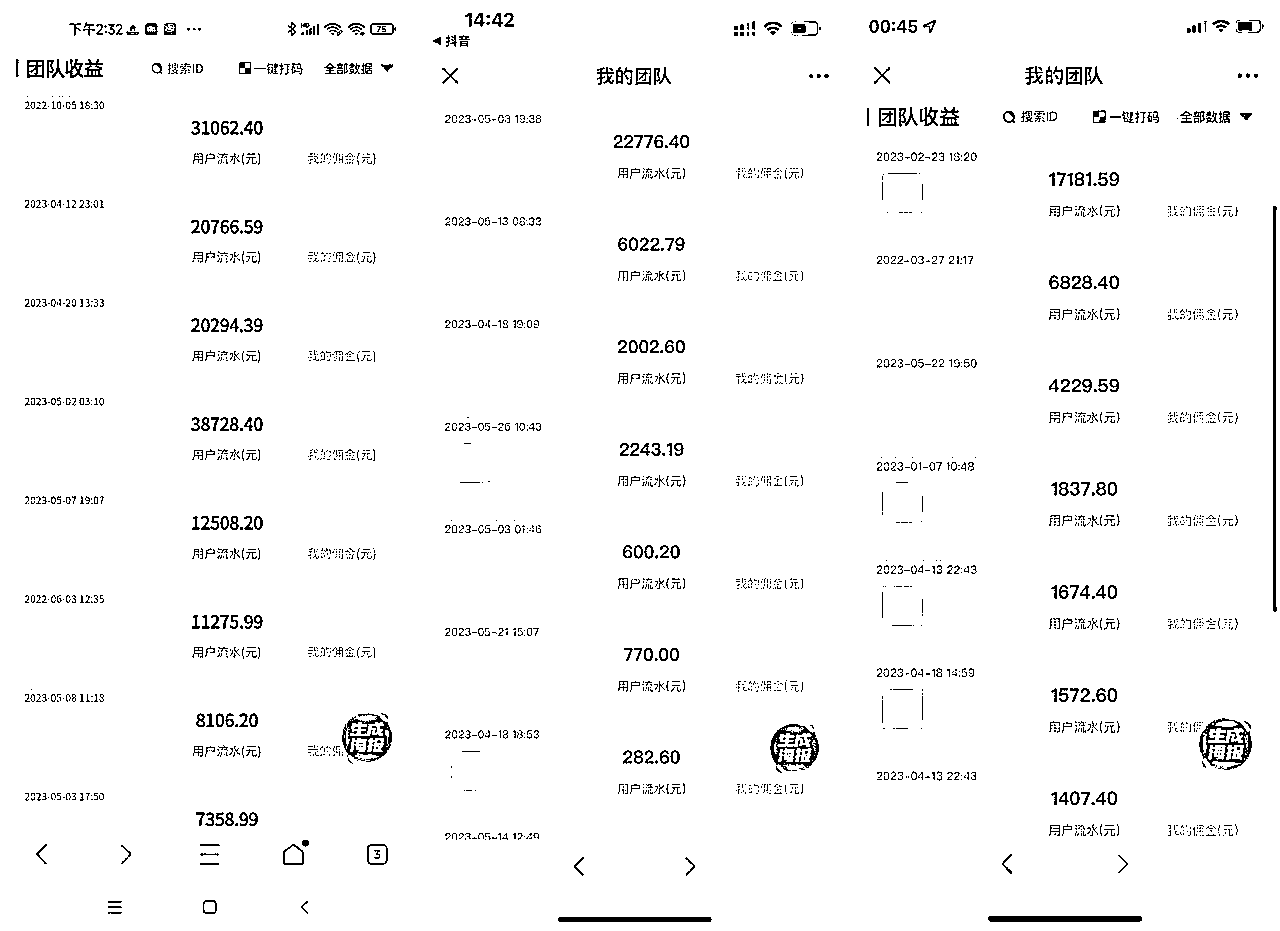 下午2:32
75
团队收益
搜索ID
一键打码
全部数据
2022-10-05 18:30
31062.40
用户流水(元)
我的佣金(元)
2023-04-12 23:01
20766.59
用户流水(元)
我的佣金(元)
2023-04-20 13:33
20294.39
用户流水(元)
我的佣金(元)
2023-05-02 03:10
38728.40
用户流水(元)
我的佣金(元)
2023-05-07 19:07
12508.20
用户流水(元)
我的佣金(元)
2022-06-03 12:35
11275.99
用户流水(元)
我的佣金(元)
2023-05-08 11:18
8106.20
用户流水(元)
我的佣
生成
海报
2023-05-03 17:50
7358.99
3
14:42
抖音
我的团队
2023-05-03 19:38
22776.40
用户流水(元)
我的佣金(元)
2023-05-13 08:33
6022.79
用户流水(元)
我的佣金(元)
2023-04-18 19:09
2002.60
用户流水(元)
我的佣金(元)
2023-05-26 10:43
2243.19
用户流水(元)
我的佣金(元)
2023-05-03 01:46
600.20
用户流水(元)
我的佣金(元)
2023-05-21 15:07
770.00
用户流水(元)
我的佣金(元)
2023-04-18 18:53
282.60
用户流水(元)
我的佣金(元)
生成
海报
2023-05-14 12:49
00:45
我的团队
团队收益
搜索ID
一键打码
全部数据
2023-02-23 18:20
17181.59
用户流水(元)
我的佣金(元)
2022-03-27 21:17
6828.40
用户流水(元)
我的佣金(元)
2023-05-22 19:50
4229.59
用户流水(元)
我的佣金(元)
2023-01-07 10:48
1837.80
用户流水(元)
我的佣金(元)
2023-04-13 22:43
1674.40
用户流水(元)
我的佣金(元)
2023-04-18 14:59
1572.60
用户流水(元)
我的佣
生成
海报
2023-04-13 22:43
1407.40
用户流水(元)
我的佣金(元)